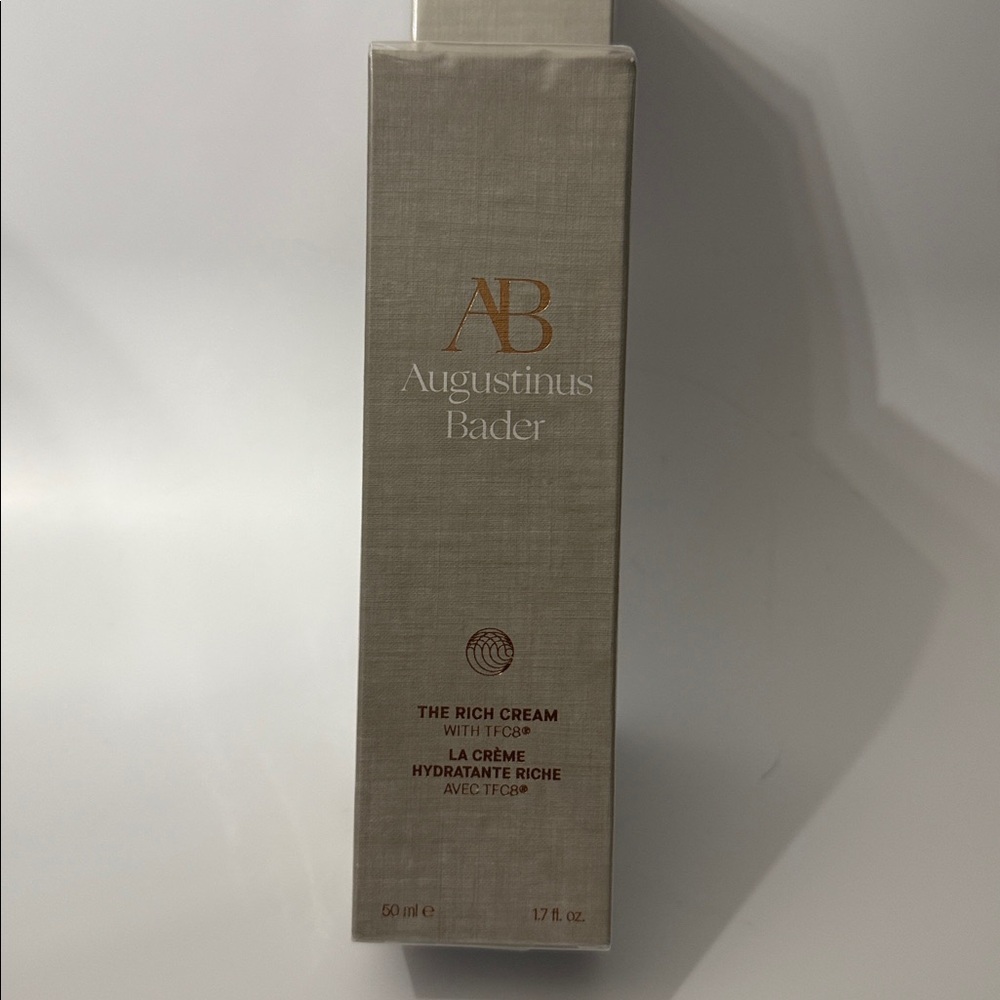 AB
Augustinus
Bader
THE RICH CREAM
WITH TFC8®
LA CRÈME
HYDRATANTE RICHE
AVEC TFC8®
50 ml ℮ 1.7 fl. oz.